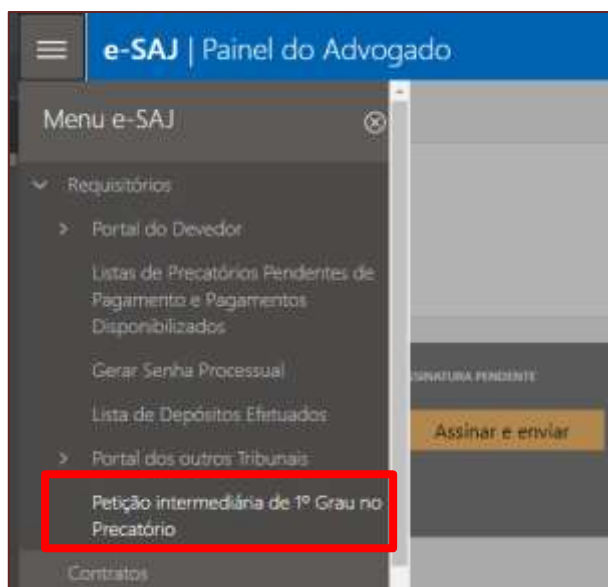 e-SAJ | Painel do Advogado
Menu e-SAJ
Requisitórios
Portal do Devedor
Listas de Precatórios Pendentes de
Pagamento e Pagamentos
Disponibilizados
Gerar Senha Processual
SSINATURA PENDENTE
Lista de Depósitos Efetuados
Assinar e enviar
Portal dos outros Tribunais
Petição intermediária de 1º Grau no
Precatório
Contratos